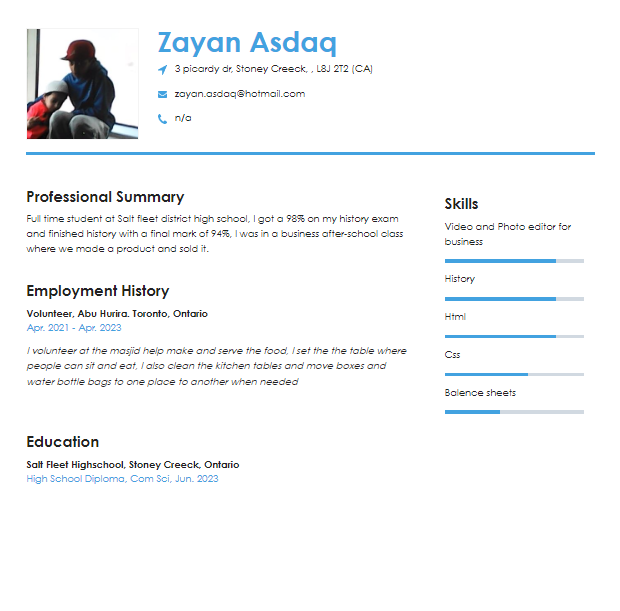 Zayan Asdaq
3 picardy dr, Stoney Creeck, , L8J 2T2 (CA)
zayan.asdaq@hotmail.com
n/a
Professional Summary
Full time student at Salt fleet district high school, I got a 98% on my history exam
and finished history with a final mark of 94%, I was in a business after-school class
where we made a product and sold it.
Employment History
Volunteer, Abu Hurira. Toronto, Ontario
Apr. 2021 - Apr. 2023
I volunteer at the masjid help make and serve the food, I set the the table where
people can sit and eat, I also clean the kitchen tables and move boxes and
water bottle bags to one place to another when needed
Education
Salt Fleet Highschool, Stoney Creeck, Ontario
High School Diploma, Com Sci, Jun. 2023
Skills
Video and Photo editor for
business
History
Html
Css
Balence sheets